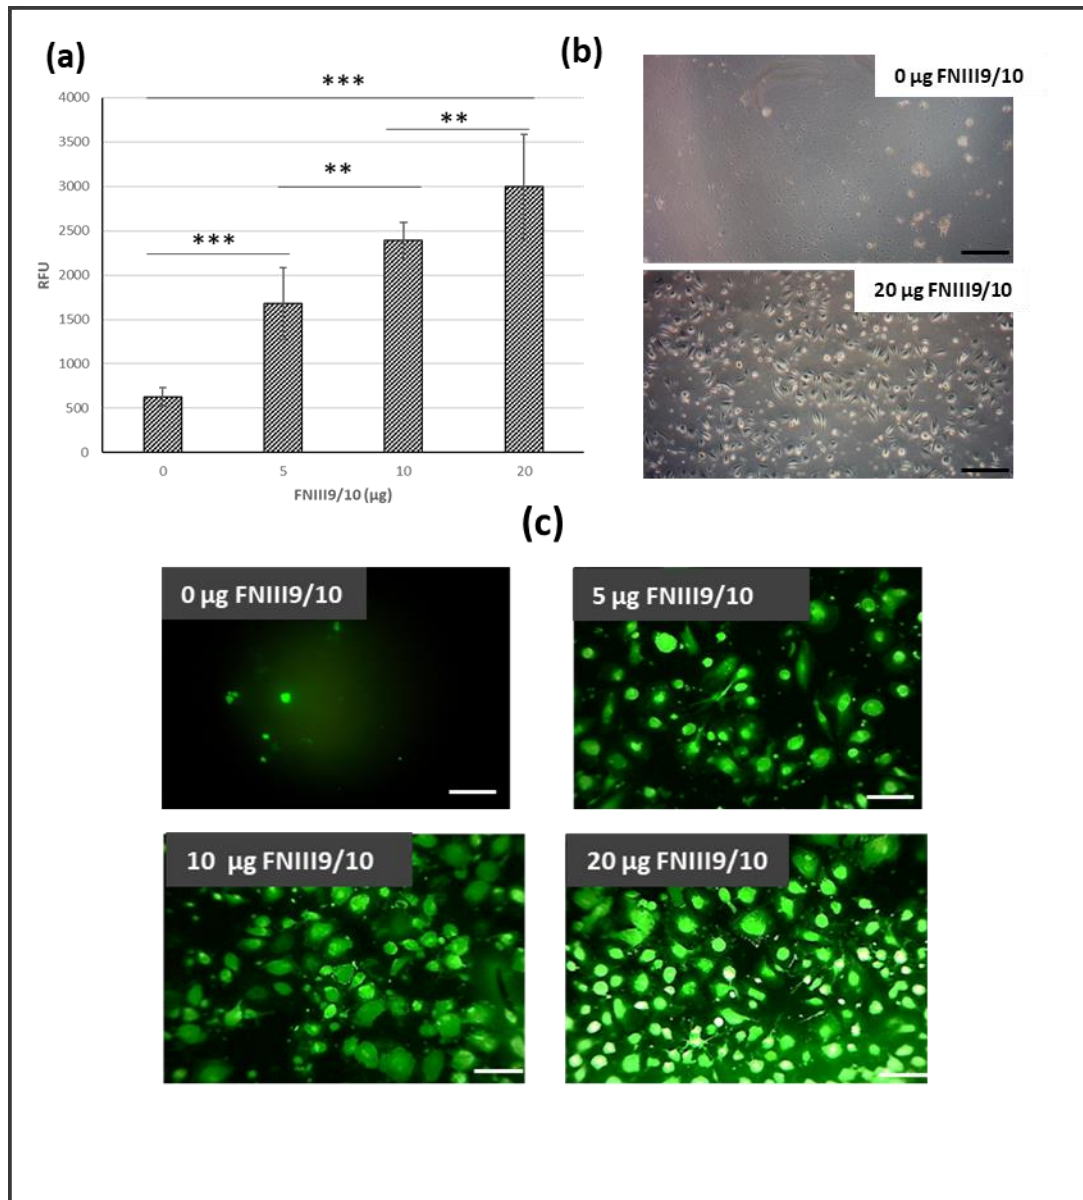 (a)
(b)
***
**
**
***
4000
3500
3000
2500
2000
1500
1000
500
0
RFU
0 5 10 20
FNIII9/10 (µg)
0 µg FNIII9/10
20 µg FNIII9/10
(c)
0 µg FNIII9/10
5 µg FNIII9/10
10 µg FNIII9/10
20 µg FNIII9/10